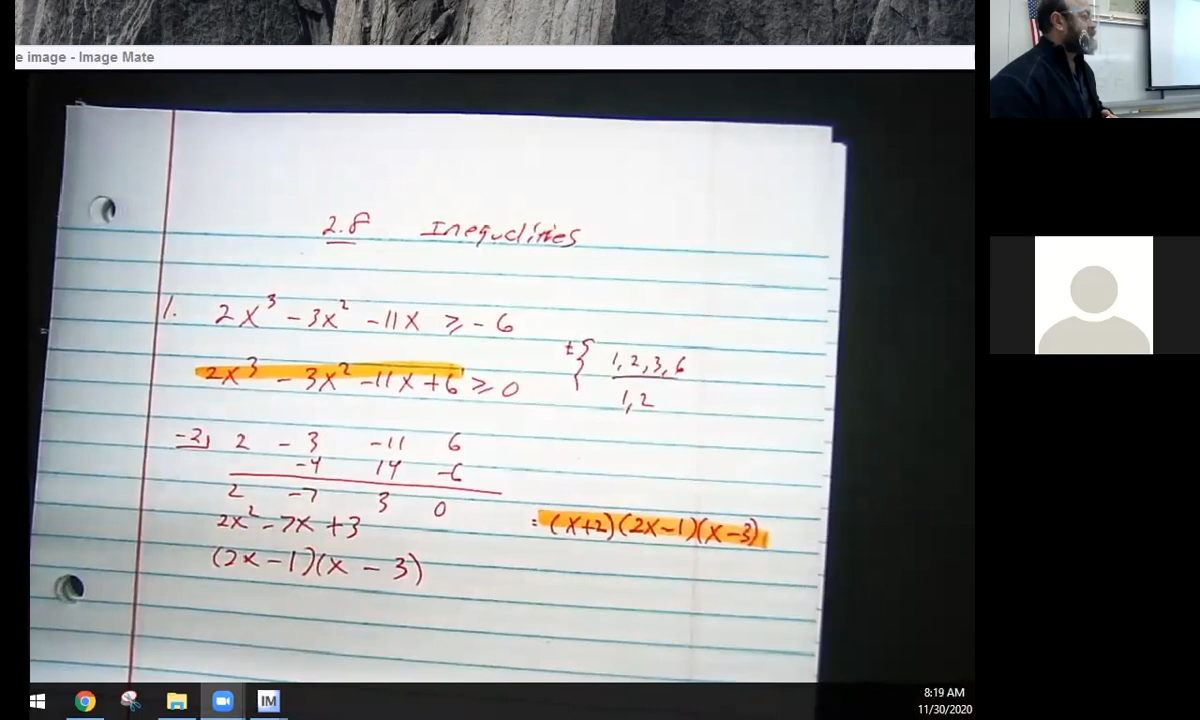 e image - Image Mate
2.8 Inequalities
1. 2x³ - 3x² - 11x ≥ -6
2x³ - 3x² - 11x + 6 ≥ 0
± { 1, 2, 3, 6
1, 2
-2⌋ 2 - 3 -11 6
-4 14 -6
2 -7 3 0
2x² - 7x + 3
= (x+2)(2x-1)(x-3)
(2x - 1)(x - 3)
IM
8:19 AM
11/30/2020